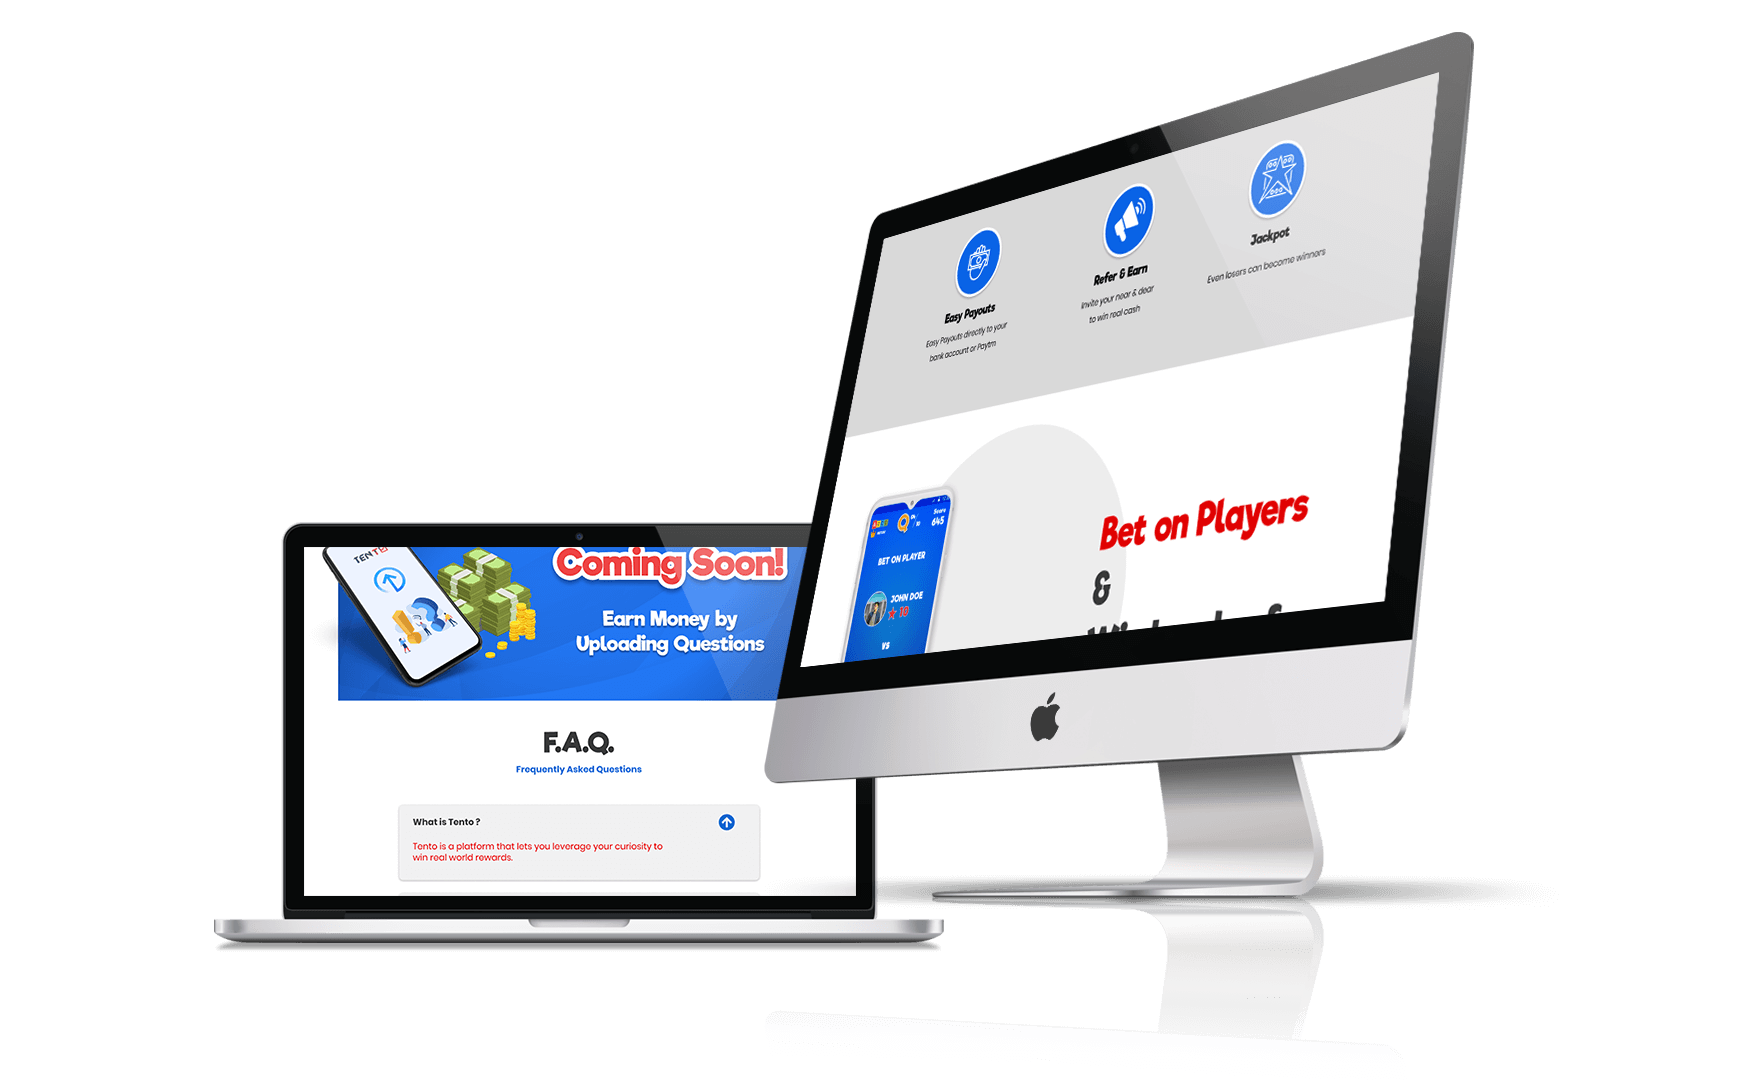 Easy Payouts
Easy Payouts directly to your
bank account or Paytm
Refer & Earn
Invite your near & dear
to win real cash
Jackpot
Even losers can become winners
Score
645
BET ON PLAYER
JOHN DOE
18
VS
Bet on Players
&
TENTO
Coming Soon!
Earn Money by
Uploading Questions
F.A.Q.
Frequently Asked Questions
What is Tento ?
Tento is a platform that lets you leverage your curiosity to
win real world rewards.